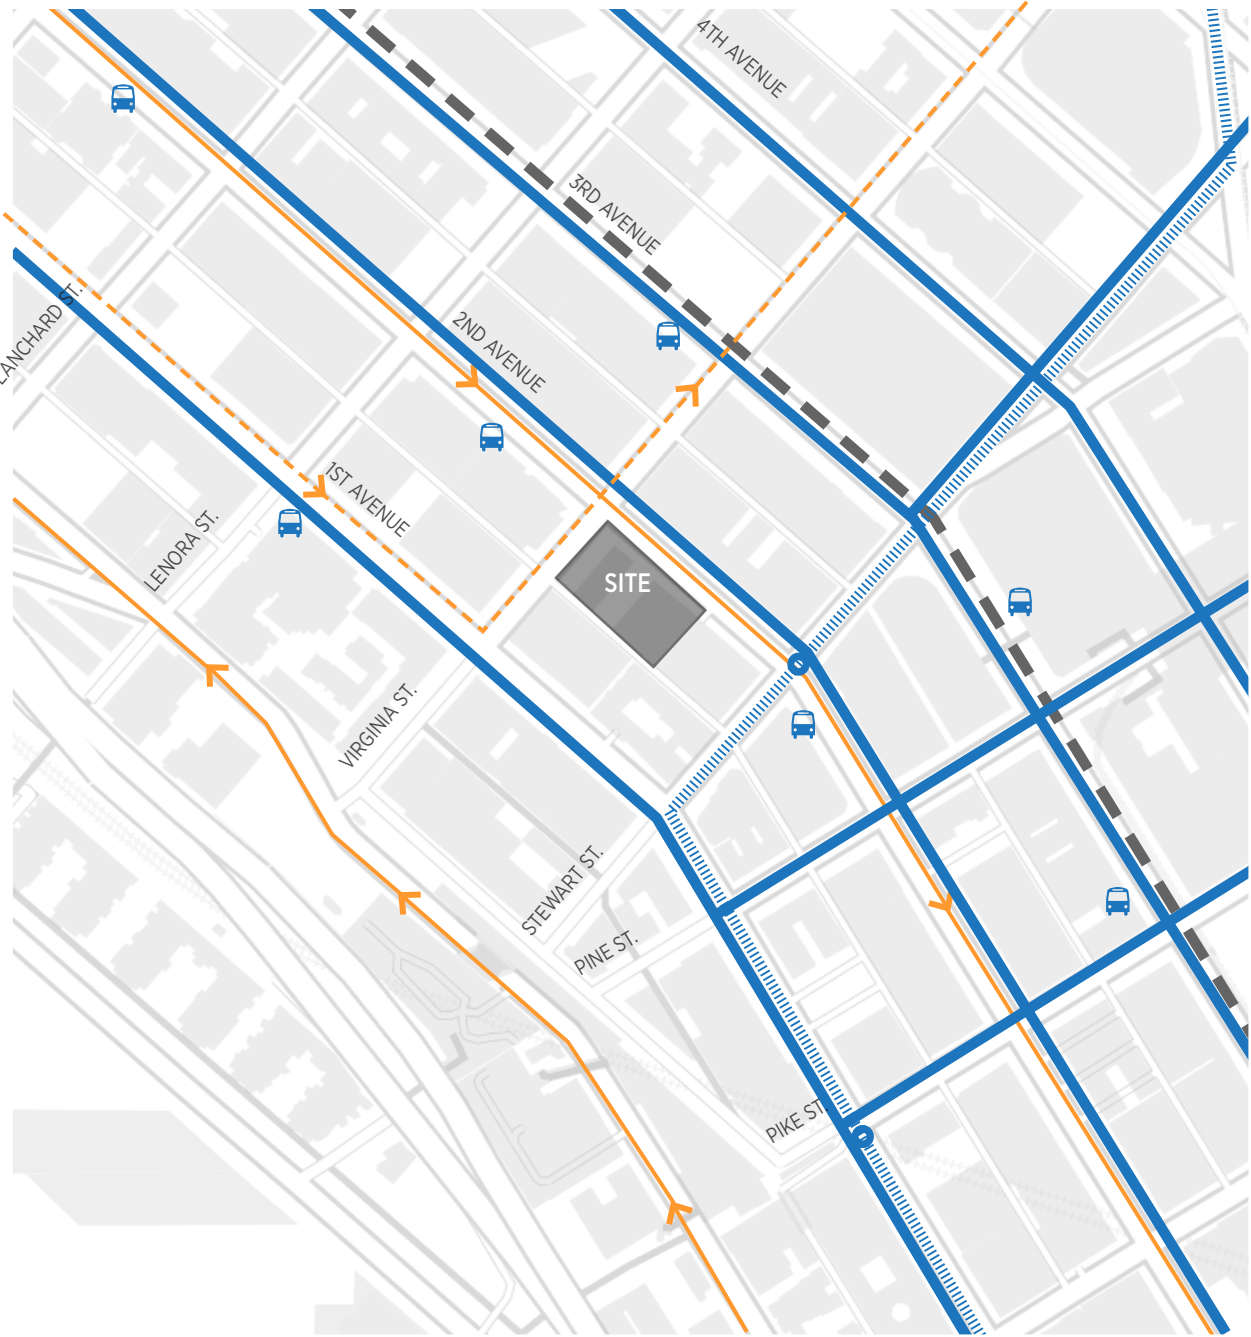 4TH AVENUE
3RD AVENUE
LANCHARD ST.
2ND AVENUE
1ST AVENUE
LENORA ST.
SITE
VIRGINIA ST.
STEWART ST.
PINE ST.
PIKE ST.